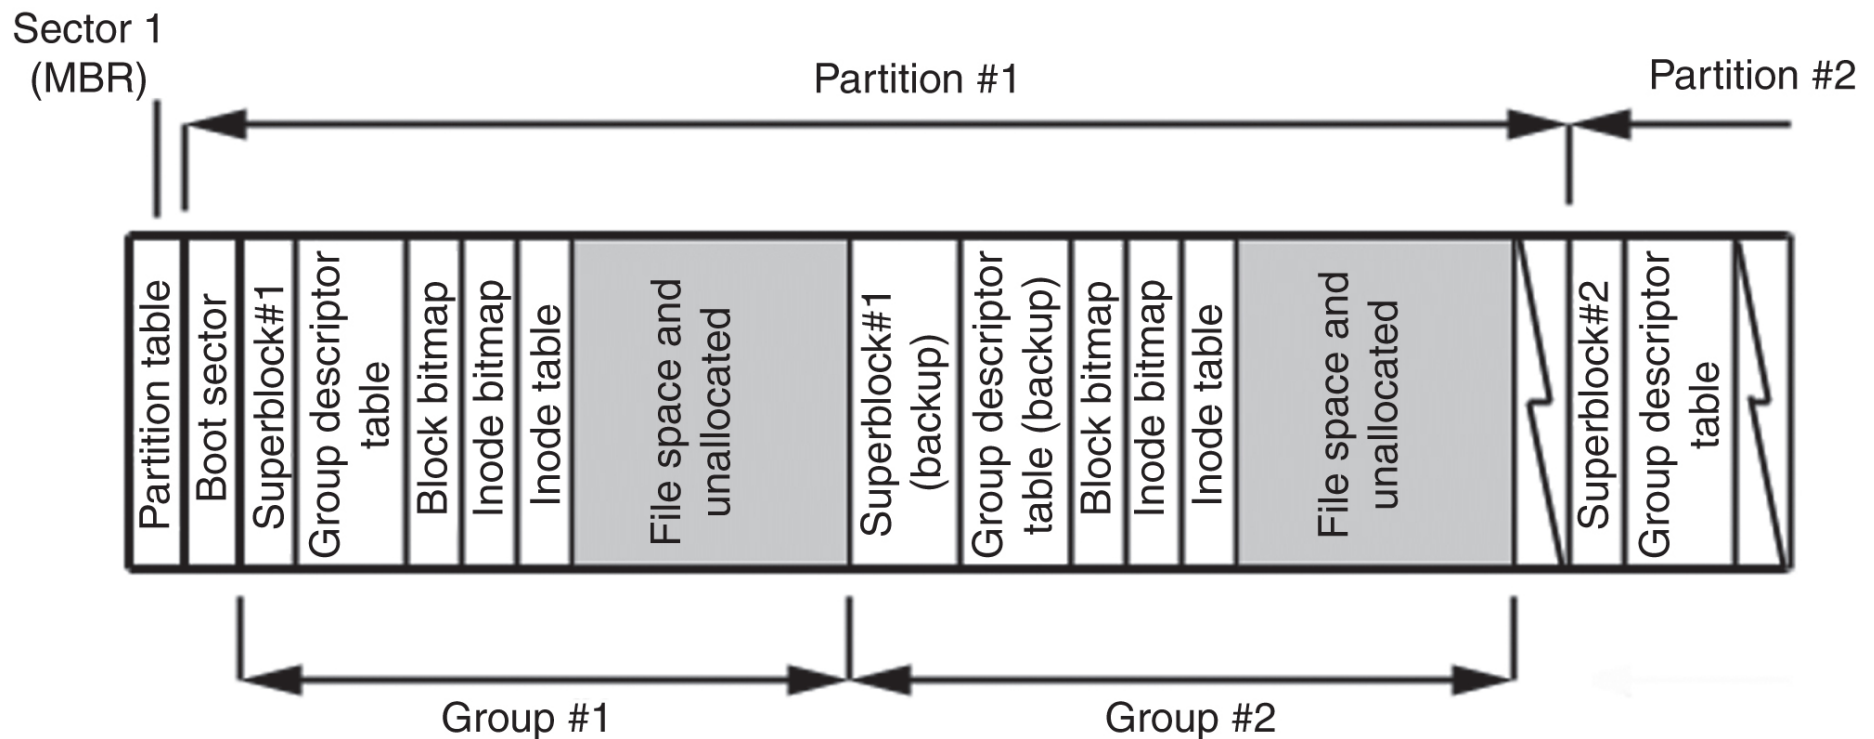 Sector 1
(MBR)
Partition #1
Partition #2
Partition table
Boot sector
Superblock#1
Group descriptor
table
Block bitmap
Inode bitmap
Inode table
File space and
unallocated
Superblock#1
(backup)
Group descriptor
table (backup)
Block bitmap
Inode bitmap
Inode table
File space and
unallocated
Superblock#2
Group descriptor
table
Group #1
Group #2